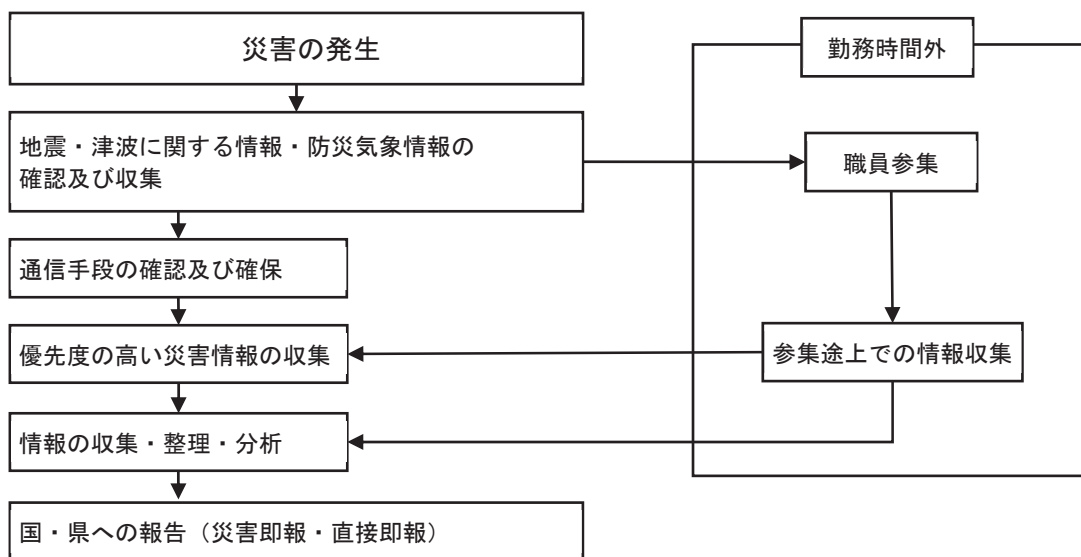 災害の発生
勤務時間外
地震・津波に関する情報・防災気象情報の
確認及び収集
職員参集
通信手段の確認及び確保
優先度の高い災害情報の収集
参集途上での情報収集
情報の収集・整理・分析
国・県への報告（災害即報・直接即報）